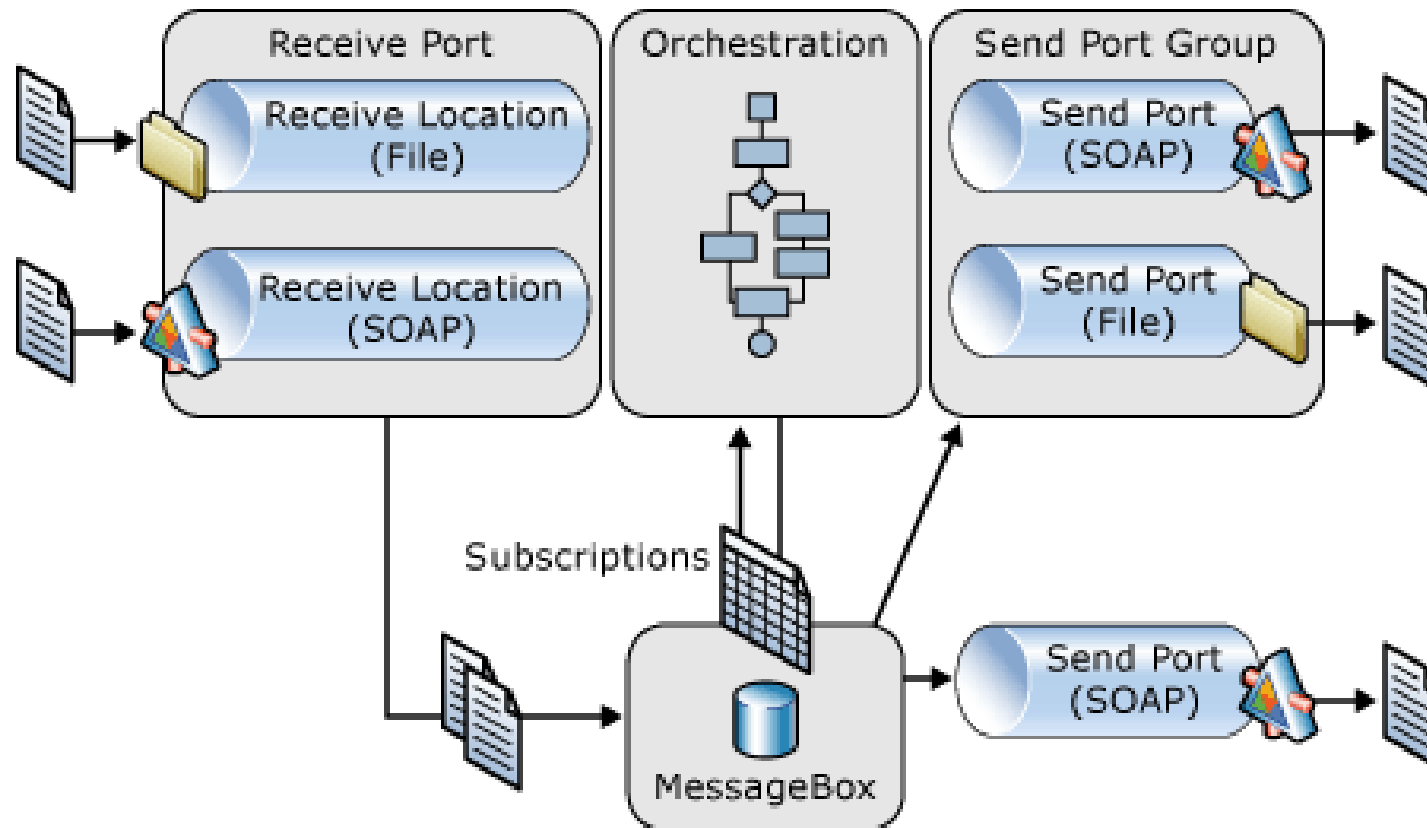 Receive Port
Receive Location
(File)
Receive Location
(SOAP)
Orchestration
Send Port Group
Send Port
(SOAP)
Send Port
(File)
Subscriptions
MessageBox
Send Port
(SOAP)